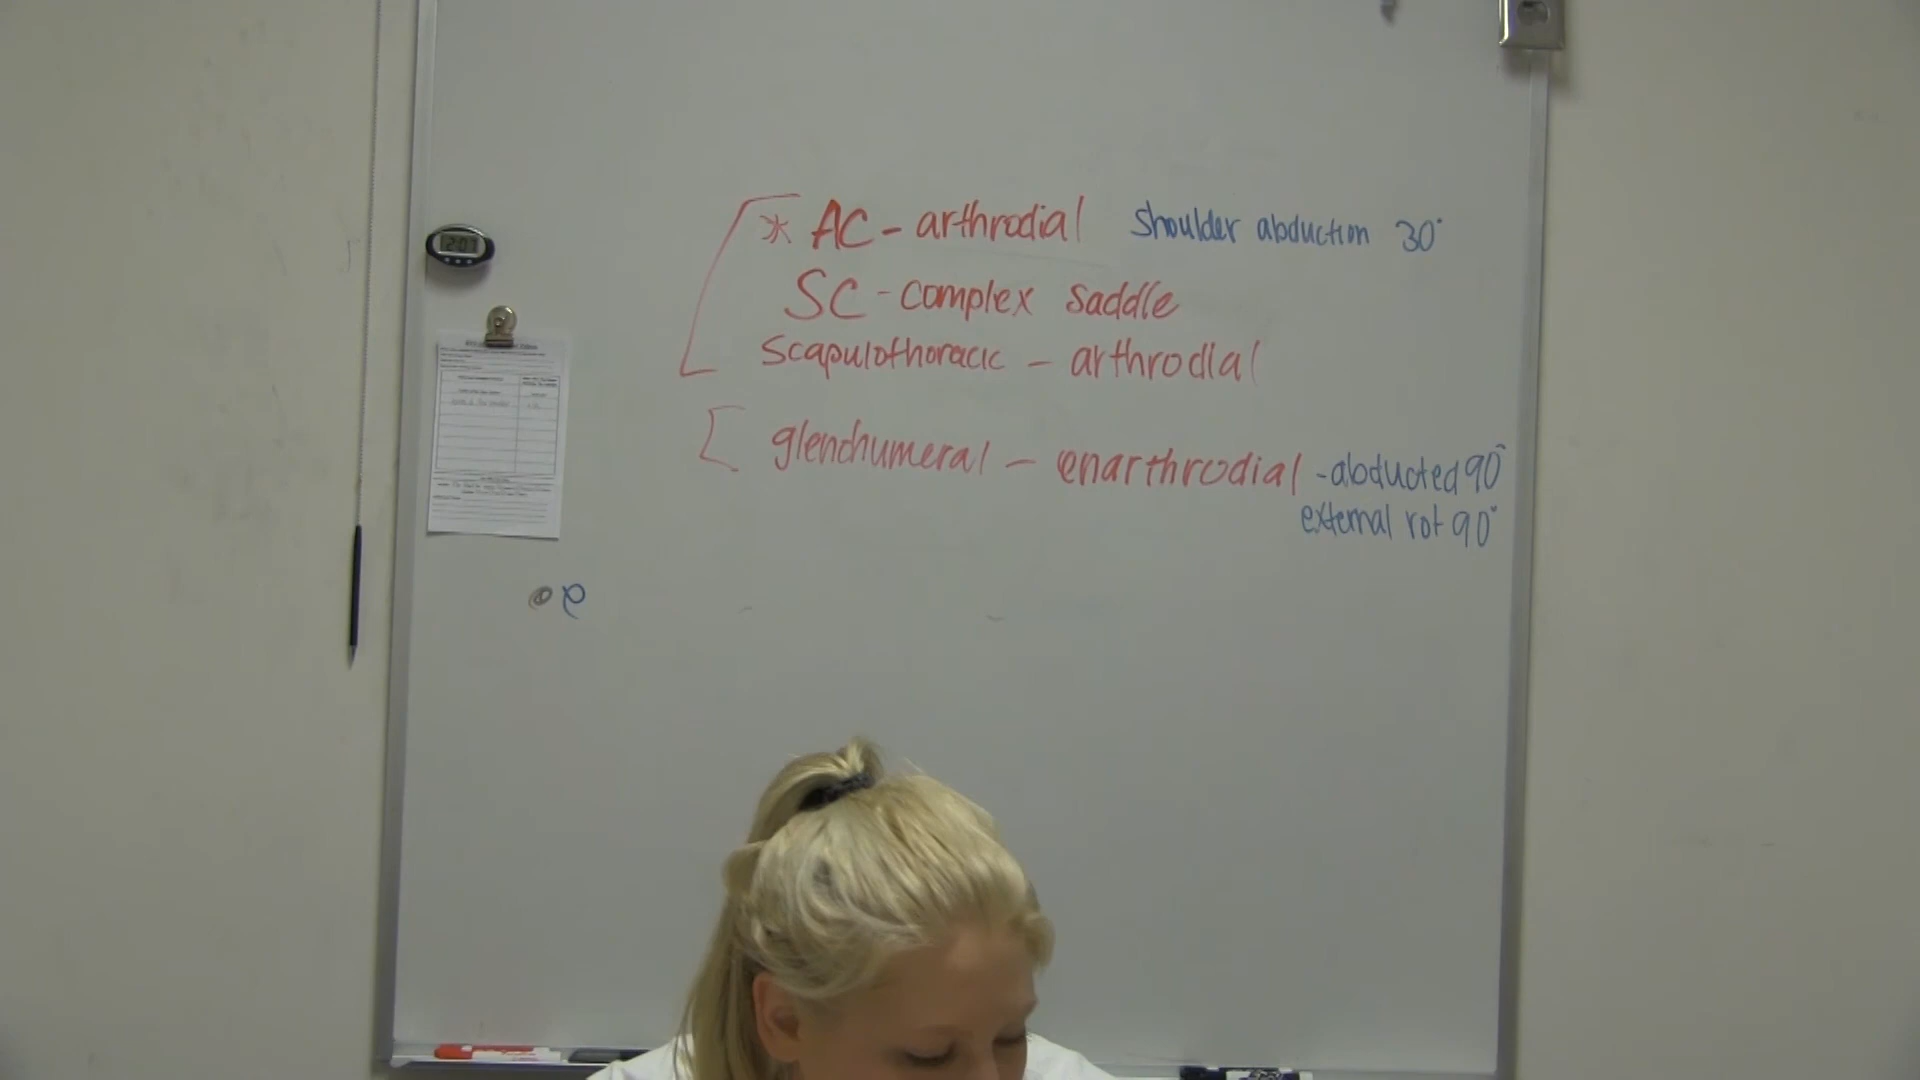 * AC - arthrodial shoulder abduction 30°
SC - complex saddle
scapulothoracic - arthrodial
glenohumeral - enarthrodial - abducted 90°
external rot 90°
e